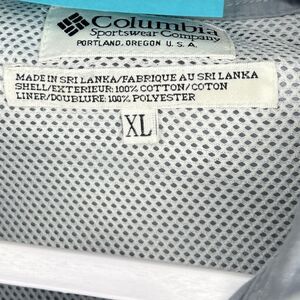 Columbia
Sportswear Company
PORTLAND, OREGON U.S.A.
MADE IN SRI LANKA/FABRIQUE AU SRI LANKA
SHELL/EXTERIEUR: 100% COTTON/COTON
LINER/DOUBLURE: 100% POLYESTER
XL